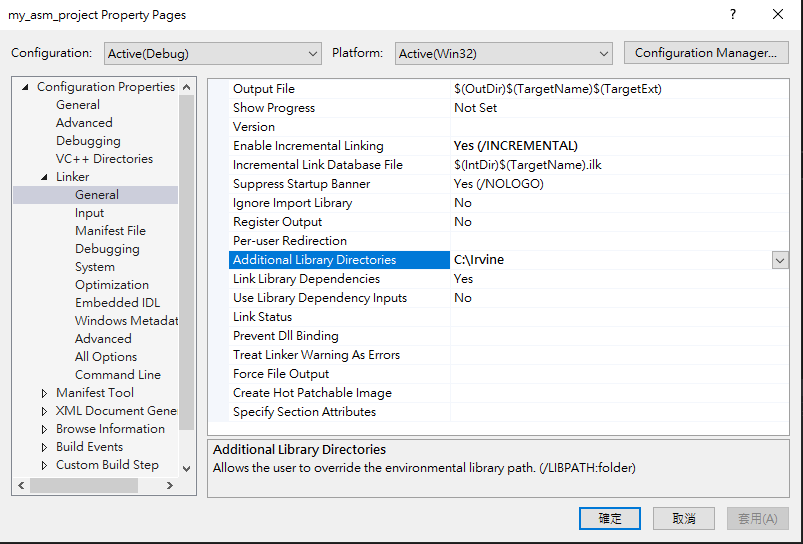 my_asm_project Property Pages
?
Configuration: Active(Debug) Platform: Active(Win32) Configuration Manager...
Configuration Properties
General
Advanced
Debugging
VC++ Directories
Linker
General
Input
Manifest File
Debugging
System
Optimization
Embedded IDL
Windows Metadat
Advanced
All Options
Command Line
Manifest Tool
XML Document Gene
Browse Information
Build Events
Custom Build Step
Output File $(OutDir)$(TargetName)$(TargetExt)
Show Progress Not Set
Version
Enable Incremental Linking Yes (/INCREMENTAL)
Incremental Link Database File $(IntDir)$(TargetName).ilk
Suppress Startup Banner Yes (/NOLOGO)
Ignore Import Library No
Register Output No
Per-user Redirection
Additional Library Directories C:\Irvine
Link Library Dependencies Yes
Use Library Dependency Inputs No
Link Status
Prevent Dll Binding
Treat Linker Warning As Errors
Force File Output
Create Hot Patchable Image
Specify Section Attributes
Additional Library Directories
Allows the user to override the environmental library path. (/LIBPATH:folder)
確定 取消 套用(A)